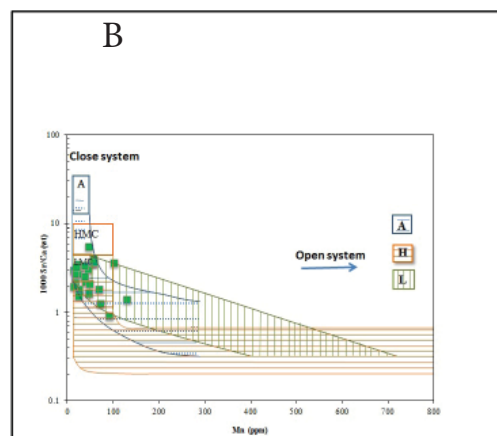 B
100
Close system
A
10
HMC
LMC
1000 Sr/Ca (wt)
Open system
A
H
L
1
0.1
0 100 200 300 400 500 600 700 800
Mn (ppm)